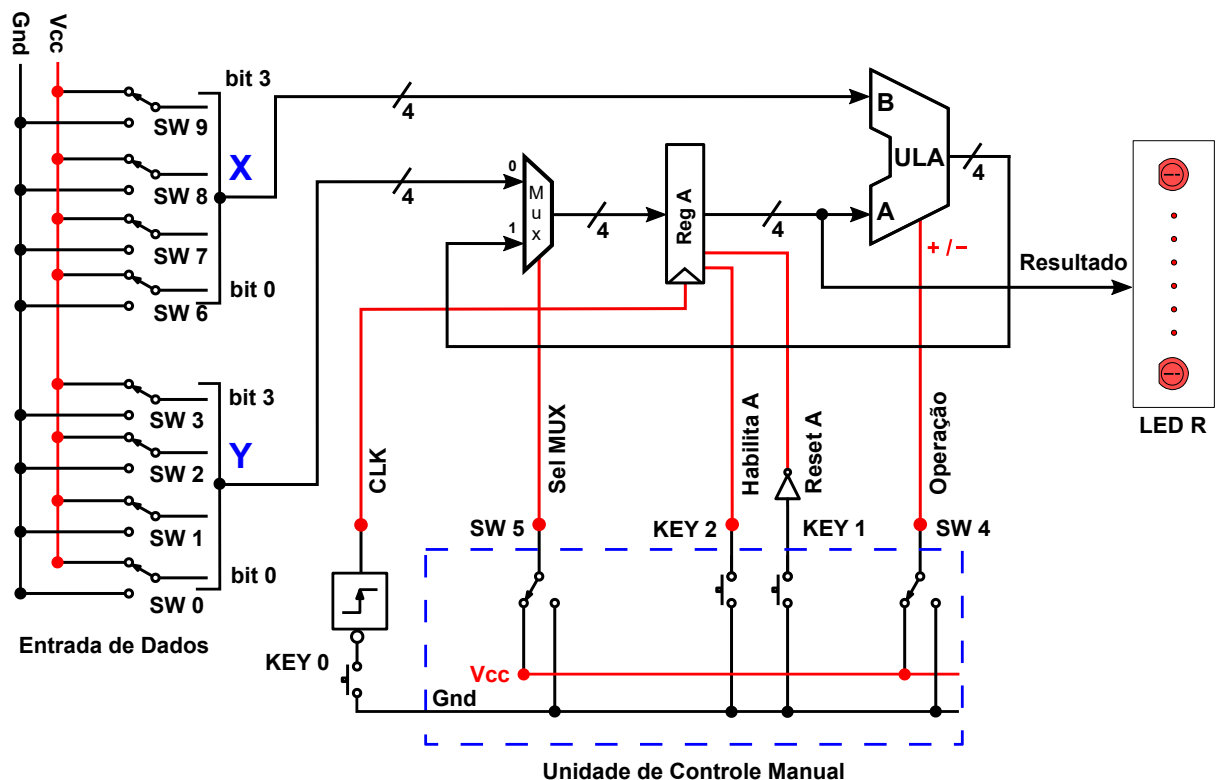 Gnd
Vcc
bit 3
SW 9
X
SW 8
SW 7
bit 0
SW 6
bit 3
SW 3
Y
SW 2
SW 1
bit 0
SW 0
Entrada de Dados
4
4
0
1
Mux
4
Reg A
4
B
ULA
A
4
+ / −
Resultado
LED R
CLK
Sel MUX
Habilita A
Reset A
Operação
SW 5
KEY 2
KEY 1
SW 4
KEY 0
Vcc
Gnd
Unidade de Controle Manual